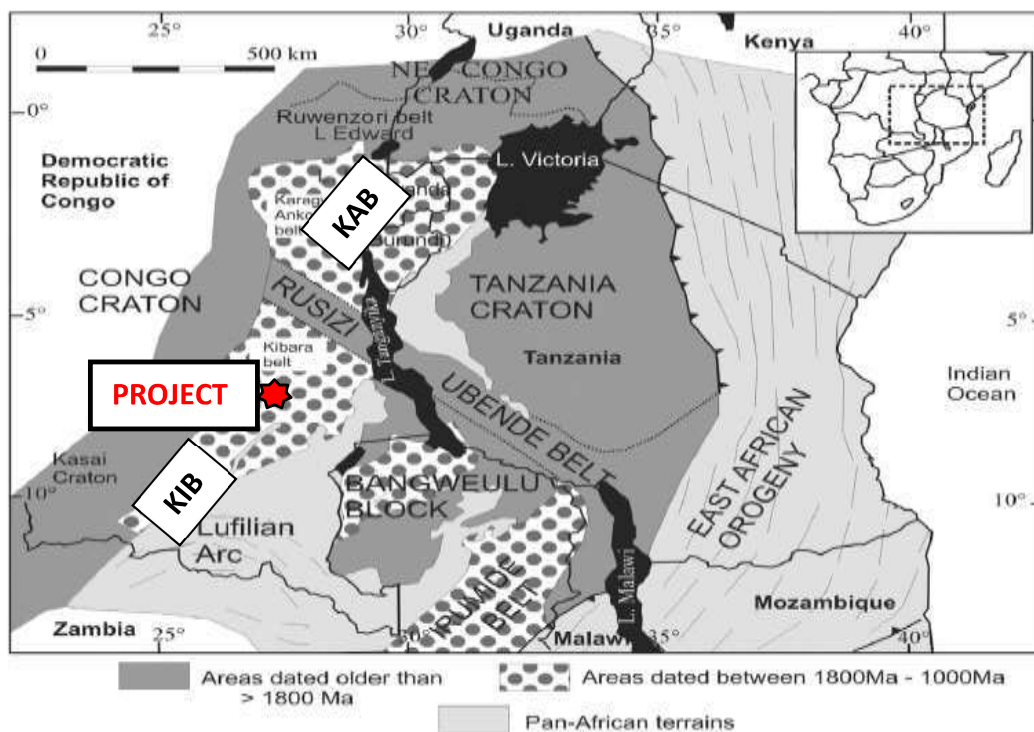 25°
30°
Uganda
35°
Kenya
40°
0
500 km
NE-CONGO
CRATON
0°
Ruwenzori belt
L Edward
L. Victoria
Democratic
Republic of
Congo
KAB
belt
CONGO
CRATON
RUSIZI
TANZANIA
CRATON
5°
5°
Kibara
belt
L. Tanganyika
Tanzania
Indian
Ocean
PROJECT
UBENDE BELT
EAST AFRICAN
OROGENY
Kasai
Craton
KIB
10°
BANGWEULU
BLOCK
10°
Lufilian
Arc
IRUMIDE
BELT
L. Malawi
Mozambique
Zambia
25°
30°
Malawi
35°
40°
Areas dated older than
> 1800 Ma
Areas dated between 1800Ma - 1000Ma
Pan-African terrains